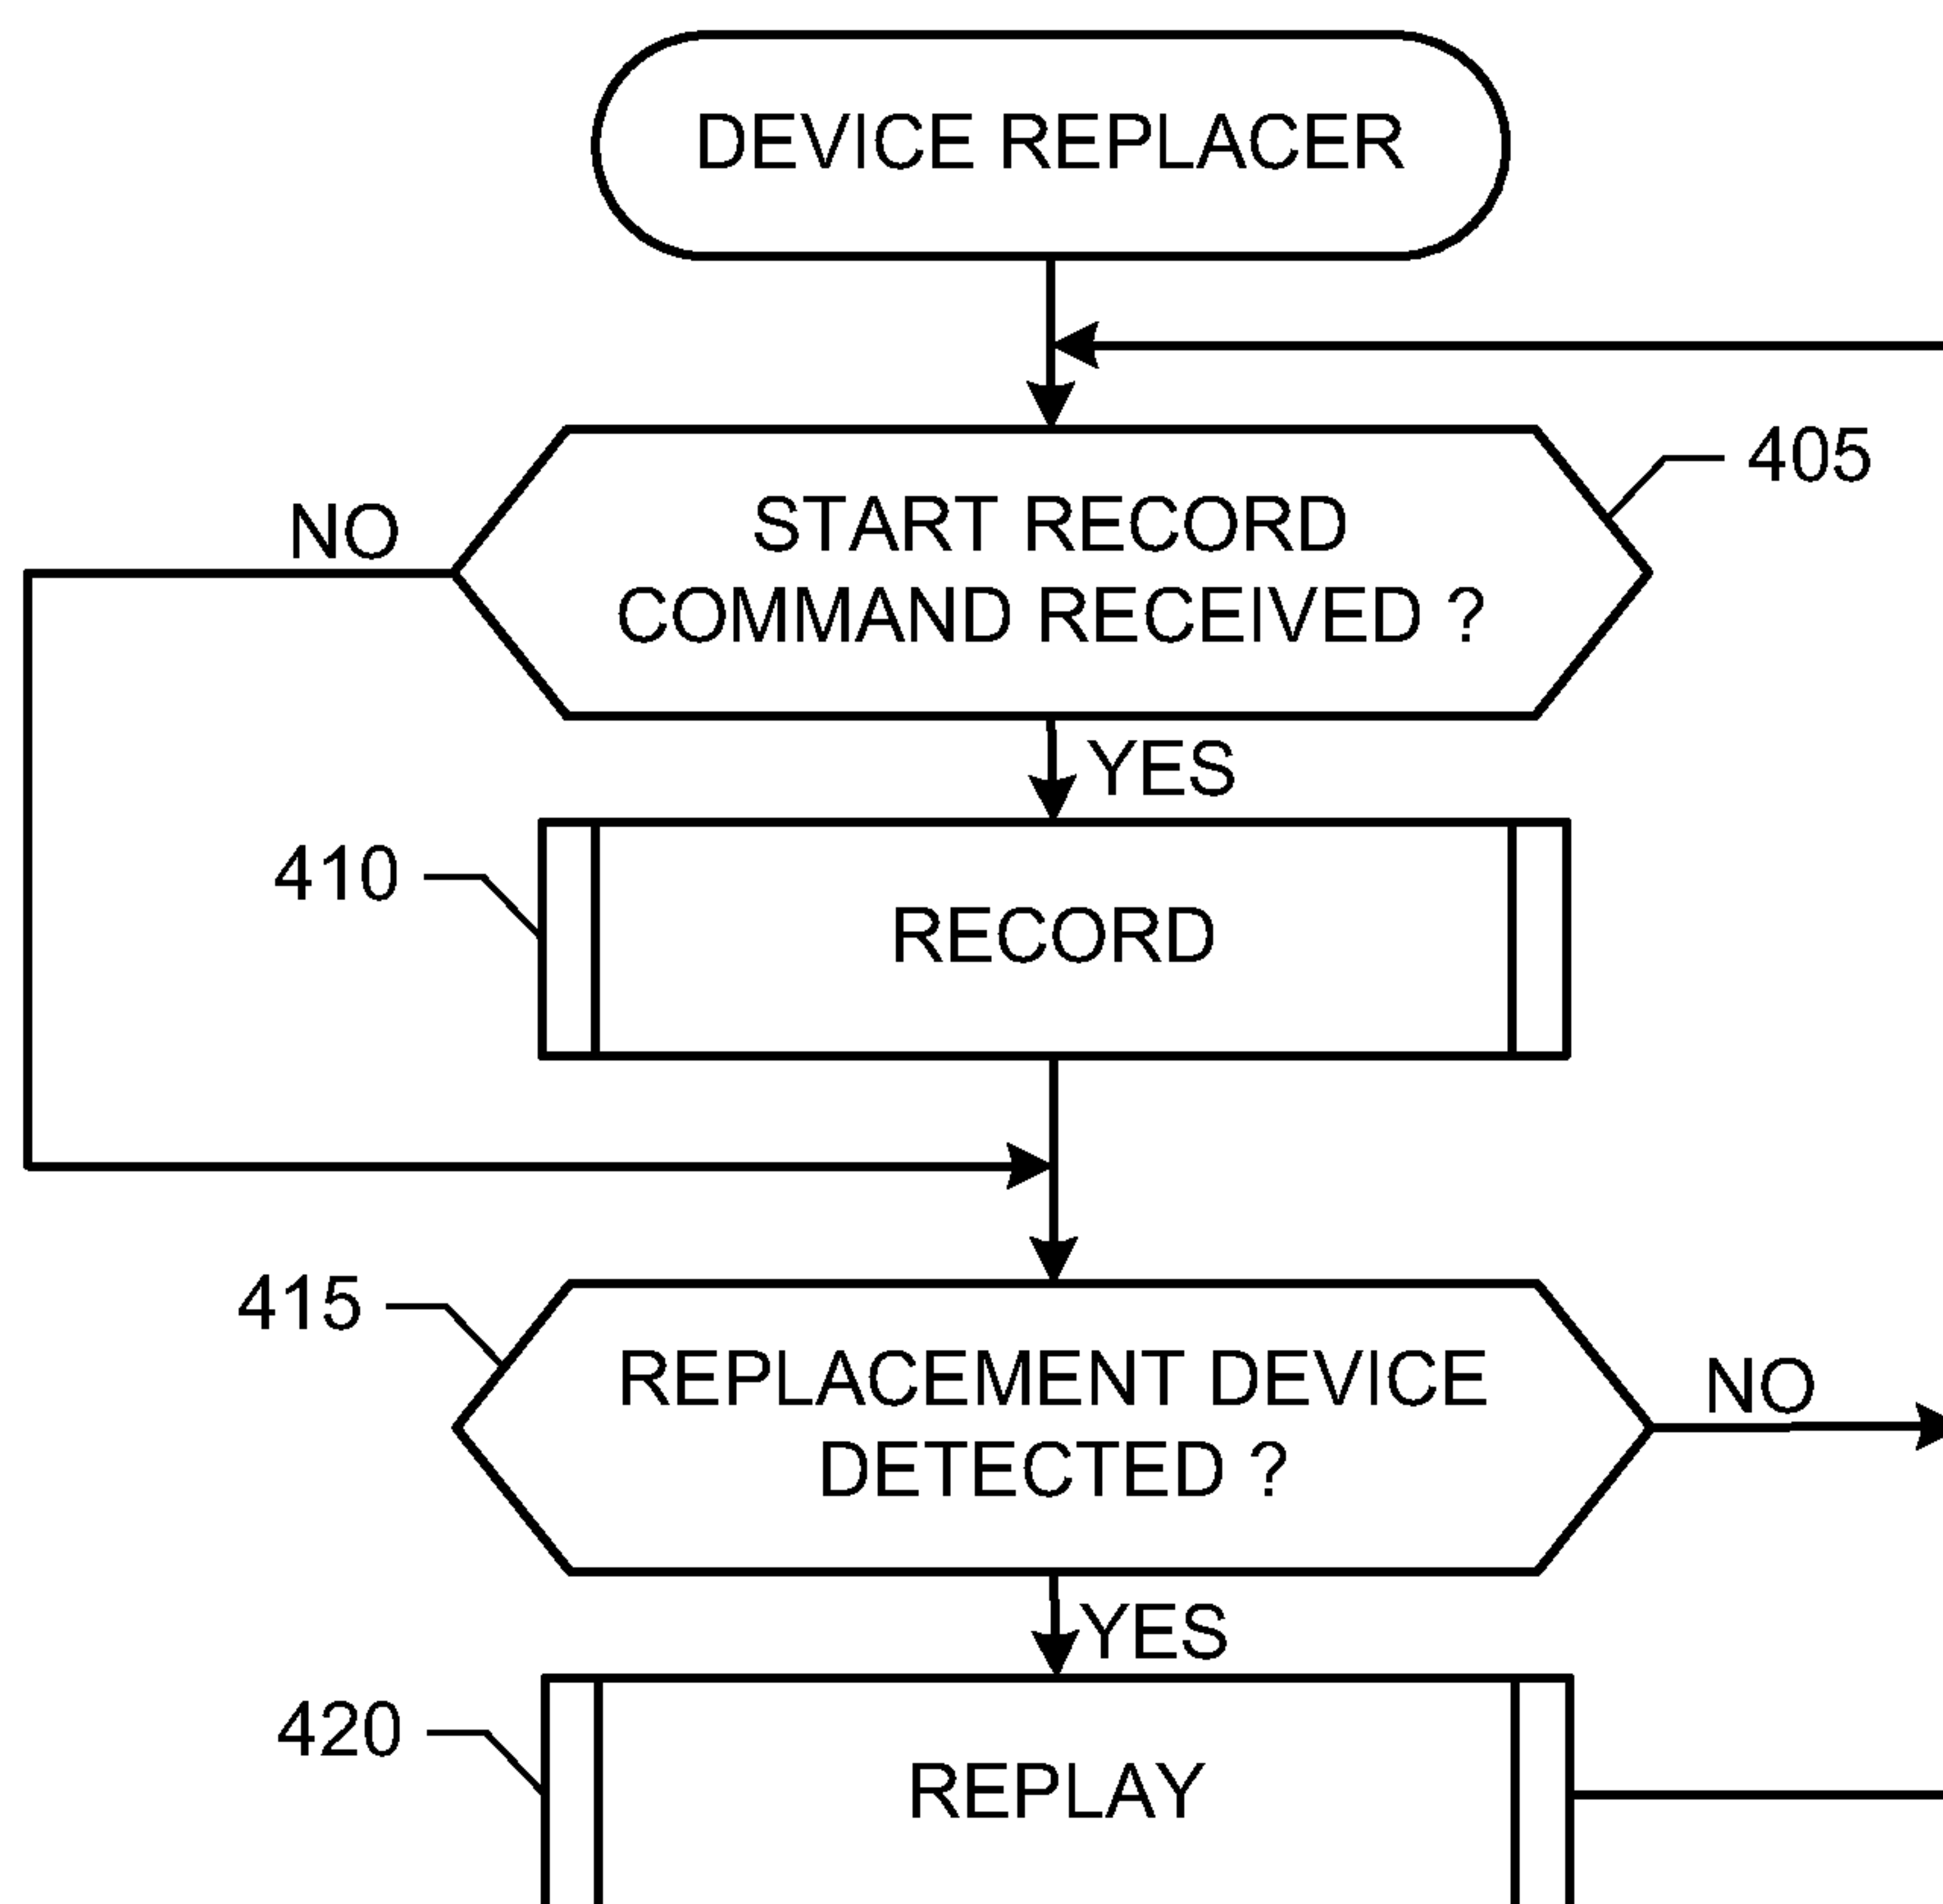 DEVICE REPLACER
405
NO
START RECORD
COMMAND RECEIVED ?
YES
410
RECORD
415
REPLACEMENT DEVICE
DETECTED ?
NO
YES
420
REPLAY